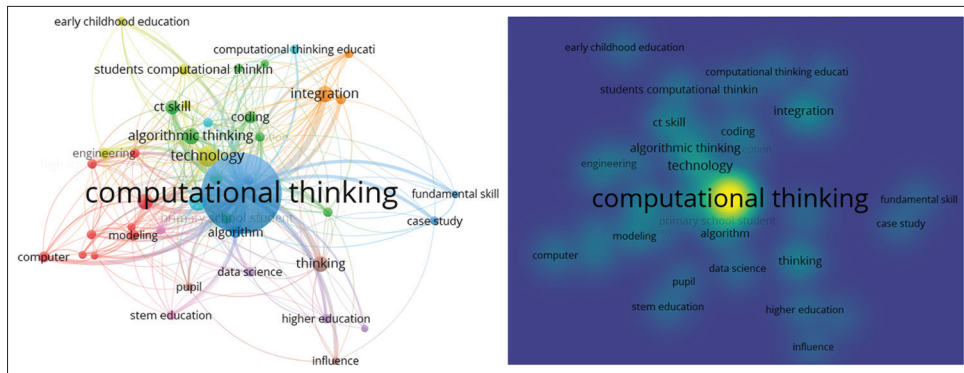 early childhood education
computational thinking educati
students computational thinkin
integration
ct skill
coding
algorithmic thinking
technology
engineering
computational thinking
fundamental skill
primary school student
case study
algorithm
modeling
computer
thinking
data science
pupil
stem education
higher education
influence
early childhood education
computational thinking educati
students computational thinkin
integration
ct skill
coding
algorithmic thinking
technology
engineering
computational thinking
fundamental skill
primary school student
case study
algorithm
modeling
computer
thinking
data science
pupil
stem education
higher education
influence